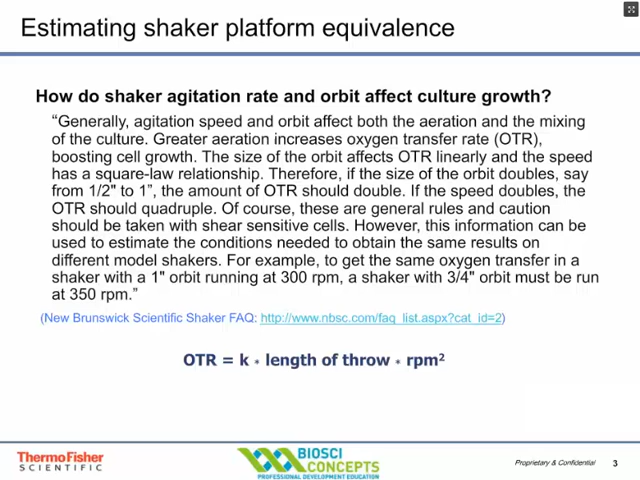 Estimating shaker platform equivalence
How do shaker agitation rate and orbit affect culture growth?
“Generally, agitation speed and orbit affect both the aeration and the mixing
of the culture. Greater aeration increases oxygen transfer rate (OTR),
boosting cell growth. The size of the orbit affects OTR linearly and the speed
has a square-law relationship. Therefore, if the size of the orbit doubles, say
from 1/2" to 1”, the amount of OTR should double. If the speed doubles, the
OTR should quadruple. Of course, these are general rules and caution
should be taken with shear sensitive cells. However, this information can be
used to estimate the conditions needed to obtain the same results on
different model shakers. For example, to get the same oxygen transfer in a
shaker with a 1" orbit running at 300 rpm, a shaker with 3/4" orbit must be run
at 350 rpm.”
(New Brunswick Scientific Shaker FAQ: http://www.nbsc.com/faq_list.aspx?cat_id=2)
OTR = k * length of throw * rpm²
ThermoFisher
SCIENTIFIC
BIOSCI
CONCEPTS
PROFESSIONAL DEVELOPMENT EDUCATION
Proprietary & Confidential
3